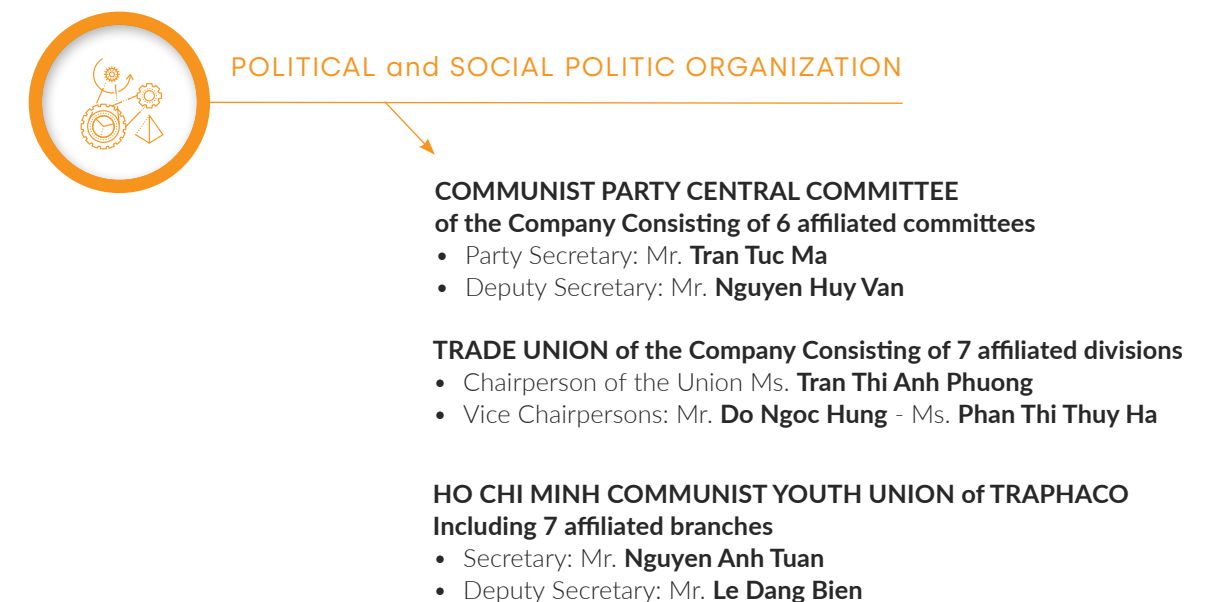 POLITICAL and SOCIAL POLITIC ORGANIZATION
COMMUNIST PARTY CENTRAL COMMITTEE
of the Company Consisting of 6 affiliated committees
• Party Secretary: Mr. Tran Tuc Ma
• Deputy Secretary: Mr. Nguyen Huy Van
TRADE UNION of the Company Consisting of 7 affiliated divisions
• Chairperson of the Union Ms. Tran Thi Anh Phuong
• Vice Chairpersons: Mr. Do Ngoc Hung - Ms. Phan Thi Thuy Ha
HO CHI MINH COMMUNIST YOUTH UNION of TRAPHACO
Including 7 affiliated branches
• Secretary: Mr. Nguyen Anh Tuan
• Deputy Secretary: Mr. Le Dang Bien